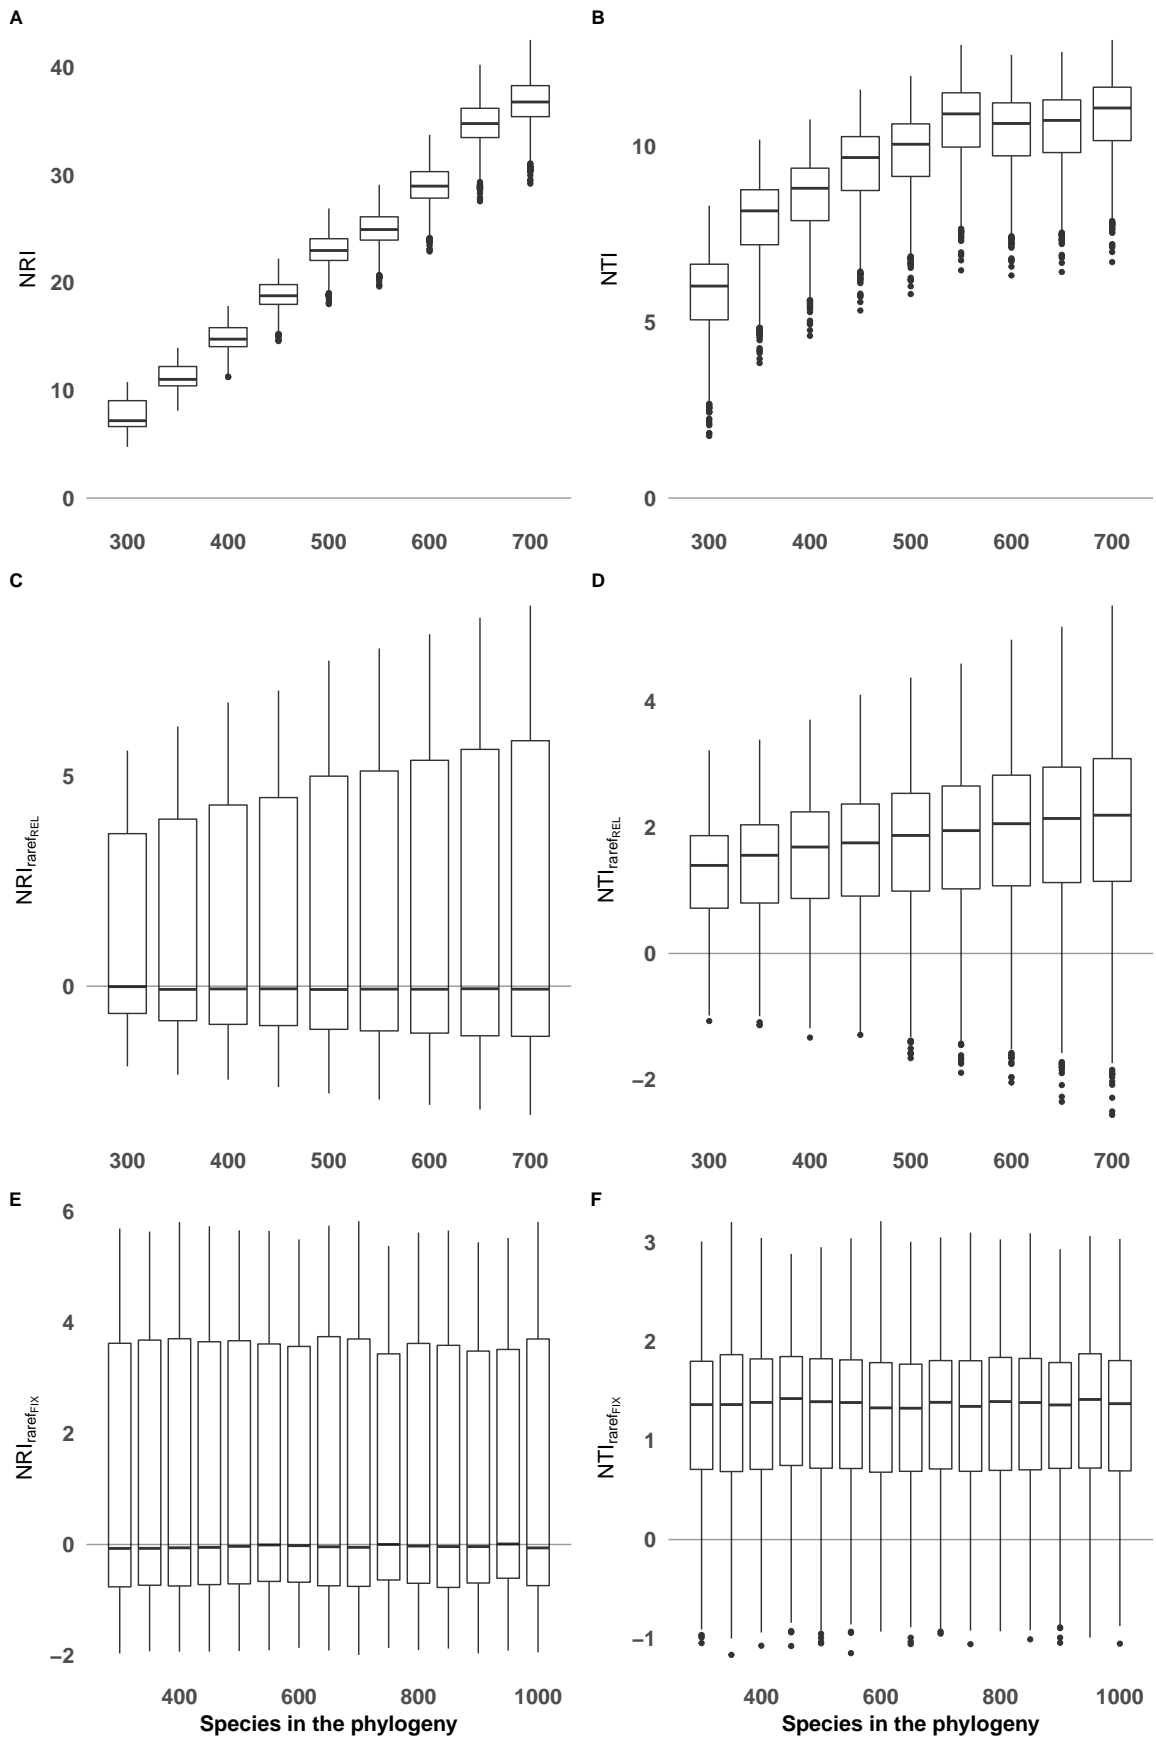 A
B
40
30
20
10
0
NRI
300 400 500 600 700
10
5
0
NTI
300 400 500 600 700
C
D
5
0
NRIrarefREL
300 400 500 600 700
4
2
0
−2
NTIrarefREL
300 400 500 600 700
E
F
6
4
2
0
−2
NRIrarefFIX
400 600 800 1000
Species in the phylogeny
3
2
1
0
−1
NTIrarefFIX
400 600 800 1000
Species in the phylogeny